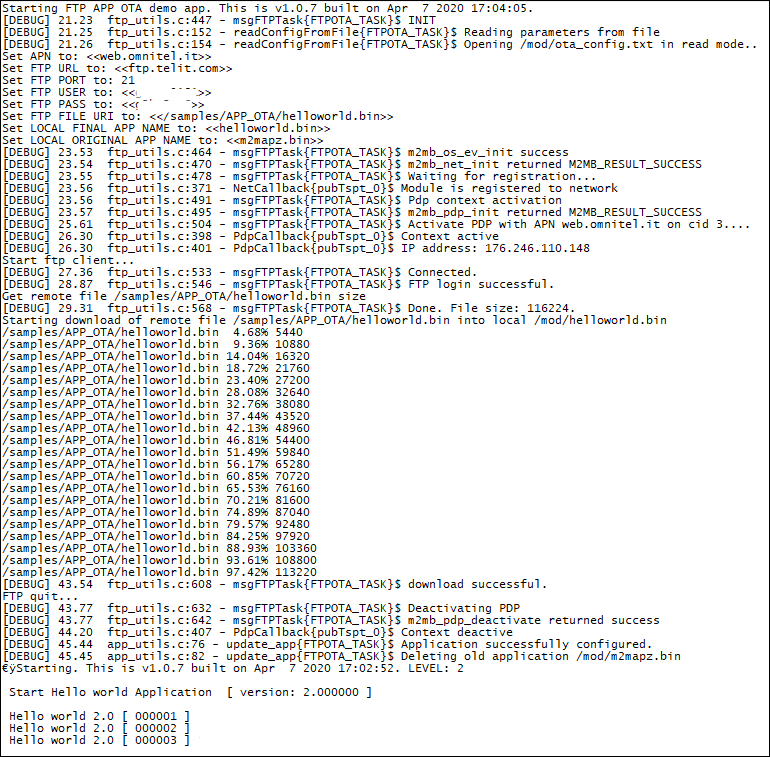 Starting FTP APP OTA demo app. This is v1.0.7 built on Apr  7 2020 17:04:05.
[DEBUG] 21.23  ftp_utils.c:447 - msgFTPTask{FTPOTA_TASK}$ INIT
[DEBUG] 21.25  ftp_utils.c:152 - readConfigFromFile{FTPOTA_TASK}$ Reading parameters from file
[DEBUG] 21.26  ftp_utils.c:154 - readConfigFromFile{FTPOTA_TASK}$ Opening /mod/ota_config.txt in read mode..
Set APN to: <<web.omnitel.it>>
Set FTP URL to: <<ftp.telit.com>>
Set FTP PORT to: 21
Set FTP USER to: << >>
Set FTP PASS to: << >>
Set FTP FILE URI to: <</samples/APP_OTA/helloworld.bin>>
Set LOCAL FINAL APP NAME to: <<helloworld.bin>>
Set LOCAL ORIGINAL APP NAME to: <<m2mapz.bin>>
[DEBUG] 23.53  ftp_utils.c:464 - msgFTPTask{FTPOTA_TASK}$ m2mb_os_ev_init success
[DEBUG] 23.54  ftp_utils.c:470 - msgFTPTask{FTPOTA_TASK}$ m2mb_net_init returned M2MB_RESULT_SUCCESS
[DEBUG] 23.55  ftp_utils.c:478 - msgFTPTask{FTPOTA_TASK}$ Waiting for registration...
[DEBUG] 23.56  ftp_utils.c:371 - NetCallback{pubTspt_0}$ Module is registered to network
[DEBUG] 23.56  ftp_utils.c:491 - msgFTPTask{FTPOTA_TASK}$ Pdp context activation
[DEBUG] 23.57  ftp_utils.c:495 - msgFTPTask{FTPOTA_TASK}$ m2mb_pdp_init returned M2MB_RESULT_SUCCESS
[DEBUG] 25.61  ftp_utils.c:504 - msgFTPTask{FTPOTA_TASK}$ Activate PDP with APN web.omnitel.it on cid 3....
[DEBUG] 26.30  ftp_utils.c:398 - PdpCallback{pubTspt_0}$ Context active
[DEBUG] 26.30  ftp_utils.c:401 - PdpCallback{pubTspt_0}$ IP address: 176.246.110.148
Start ftp client...
[DEBUG] 27.36  ftp_utils.c:533 - msgFTPTask{FTPOTA_TASK}$ Connected.
[DEBUG] 28.87  ftp_utils.c:546 - msgFTPTask{FTPOTA_TASK}$ FTP login successful.
Get remote file /samples/APP_OTA/helloworld.bin size
[DEBUG] 29.31  ftp_utils.c:568 - msgFTPTask{FTPOTA_TASK}$ Done. File size: 116224.
Starting download of remote file /samples/APP_OTA/helloworld.bin into local /mod/helloworld.bin
/samples/APP_OTA/helloworld.bin  4.68% 5440
/samples/APP_OTA/helloworld.bin  9.36% 10880
/samples/APP_OTA/helloworld.bin 14.04% 16320
/samples/APP_OTA/helloworld.bin 18.72% 21760
/samples/APP_OTA/helloworld.bin 23.40% 27200
/samples/APP_OTA/helloworld.bin 28.08% 32640
/samples/APP_OTA/helloworld.bin 32.76% 38080
/samples/APP_OTA/helloworld.bin 37.44% 43520
/samples/APP_OTA/helloworld.bin 42.13% 48960
/samples/APP_OTA/helloworld.bin 46.81% 54400
/samples/APP_OTA/helloworld.bin 51.49% 59840
/samples/APP_OTA/helloworld.bin 56.17% 65280
/samples/APP_OTA/helloworld.bin 60.85% 70720
/samples/APP_OTA/helloworld.bin 65.53% 76160
/samples/APP_OTA/helloworld.bin 70.21% 81600
/samples/APP_OTA/helloworld.bin 74.89% 87040
/samples/APP_OTA/helloworld.bin 79.57% 92480
/samples/APP_OTA/helloworld.bin 84.25% 97920
/samples/APP_OTA/helloworld.bin 88.93% 103360
/samples/APP_OTA/helloworld.bin 93.61% 108800
/samples/APP_OTA/helloworld.bin 97.42% 113220
[DEBUG] 43.54  ftp_utils.c:608 - msgFTPTask{FTPOTA_TASK}$ download successful.
FTP quit...
[DEBUG] 43.77  ftp_utils.c:632 - msgFTPTask{FTPOTA_TASK}$ Deactivating PDP
[DEBUG] 43.77  ftp_utils.c:642 - msgFTPTask{FTPOTA_TASK}$ m2mb_pdp_deactivate returned success
[DEBUG] 44.20  ftp_utils.c:407 - PdpCallback{pubTspt_0}$ Context deactive
[DEBUG] 45.44  app_utils.c:76 - update_app{FTPOTA_TASK}$ Application successfully configured.
[DEBUG] 45.45  app_utils.c:82 - update_app{FTPOTA_TASK}$ Deleting old application /mod/m2mapz.bin
€ÿStarting. This is v1.0.7 built on Apr  7 2020 17:02:52. LEVEL: 2
Start Hello world Application  [ version: 2.000000 ]
Hello world 2.0 [ 000001 ]
Hello world 2.0 [ 000002 ]
Hello world 2.0 [ 000003 ]